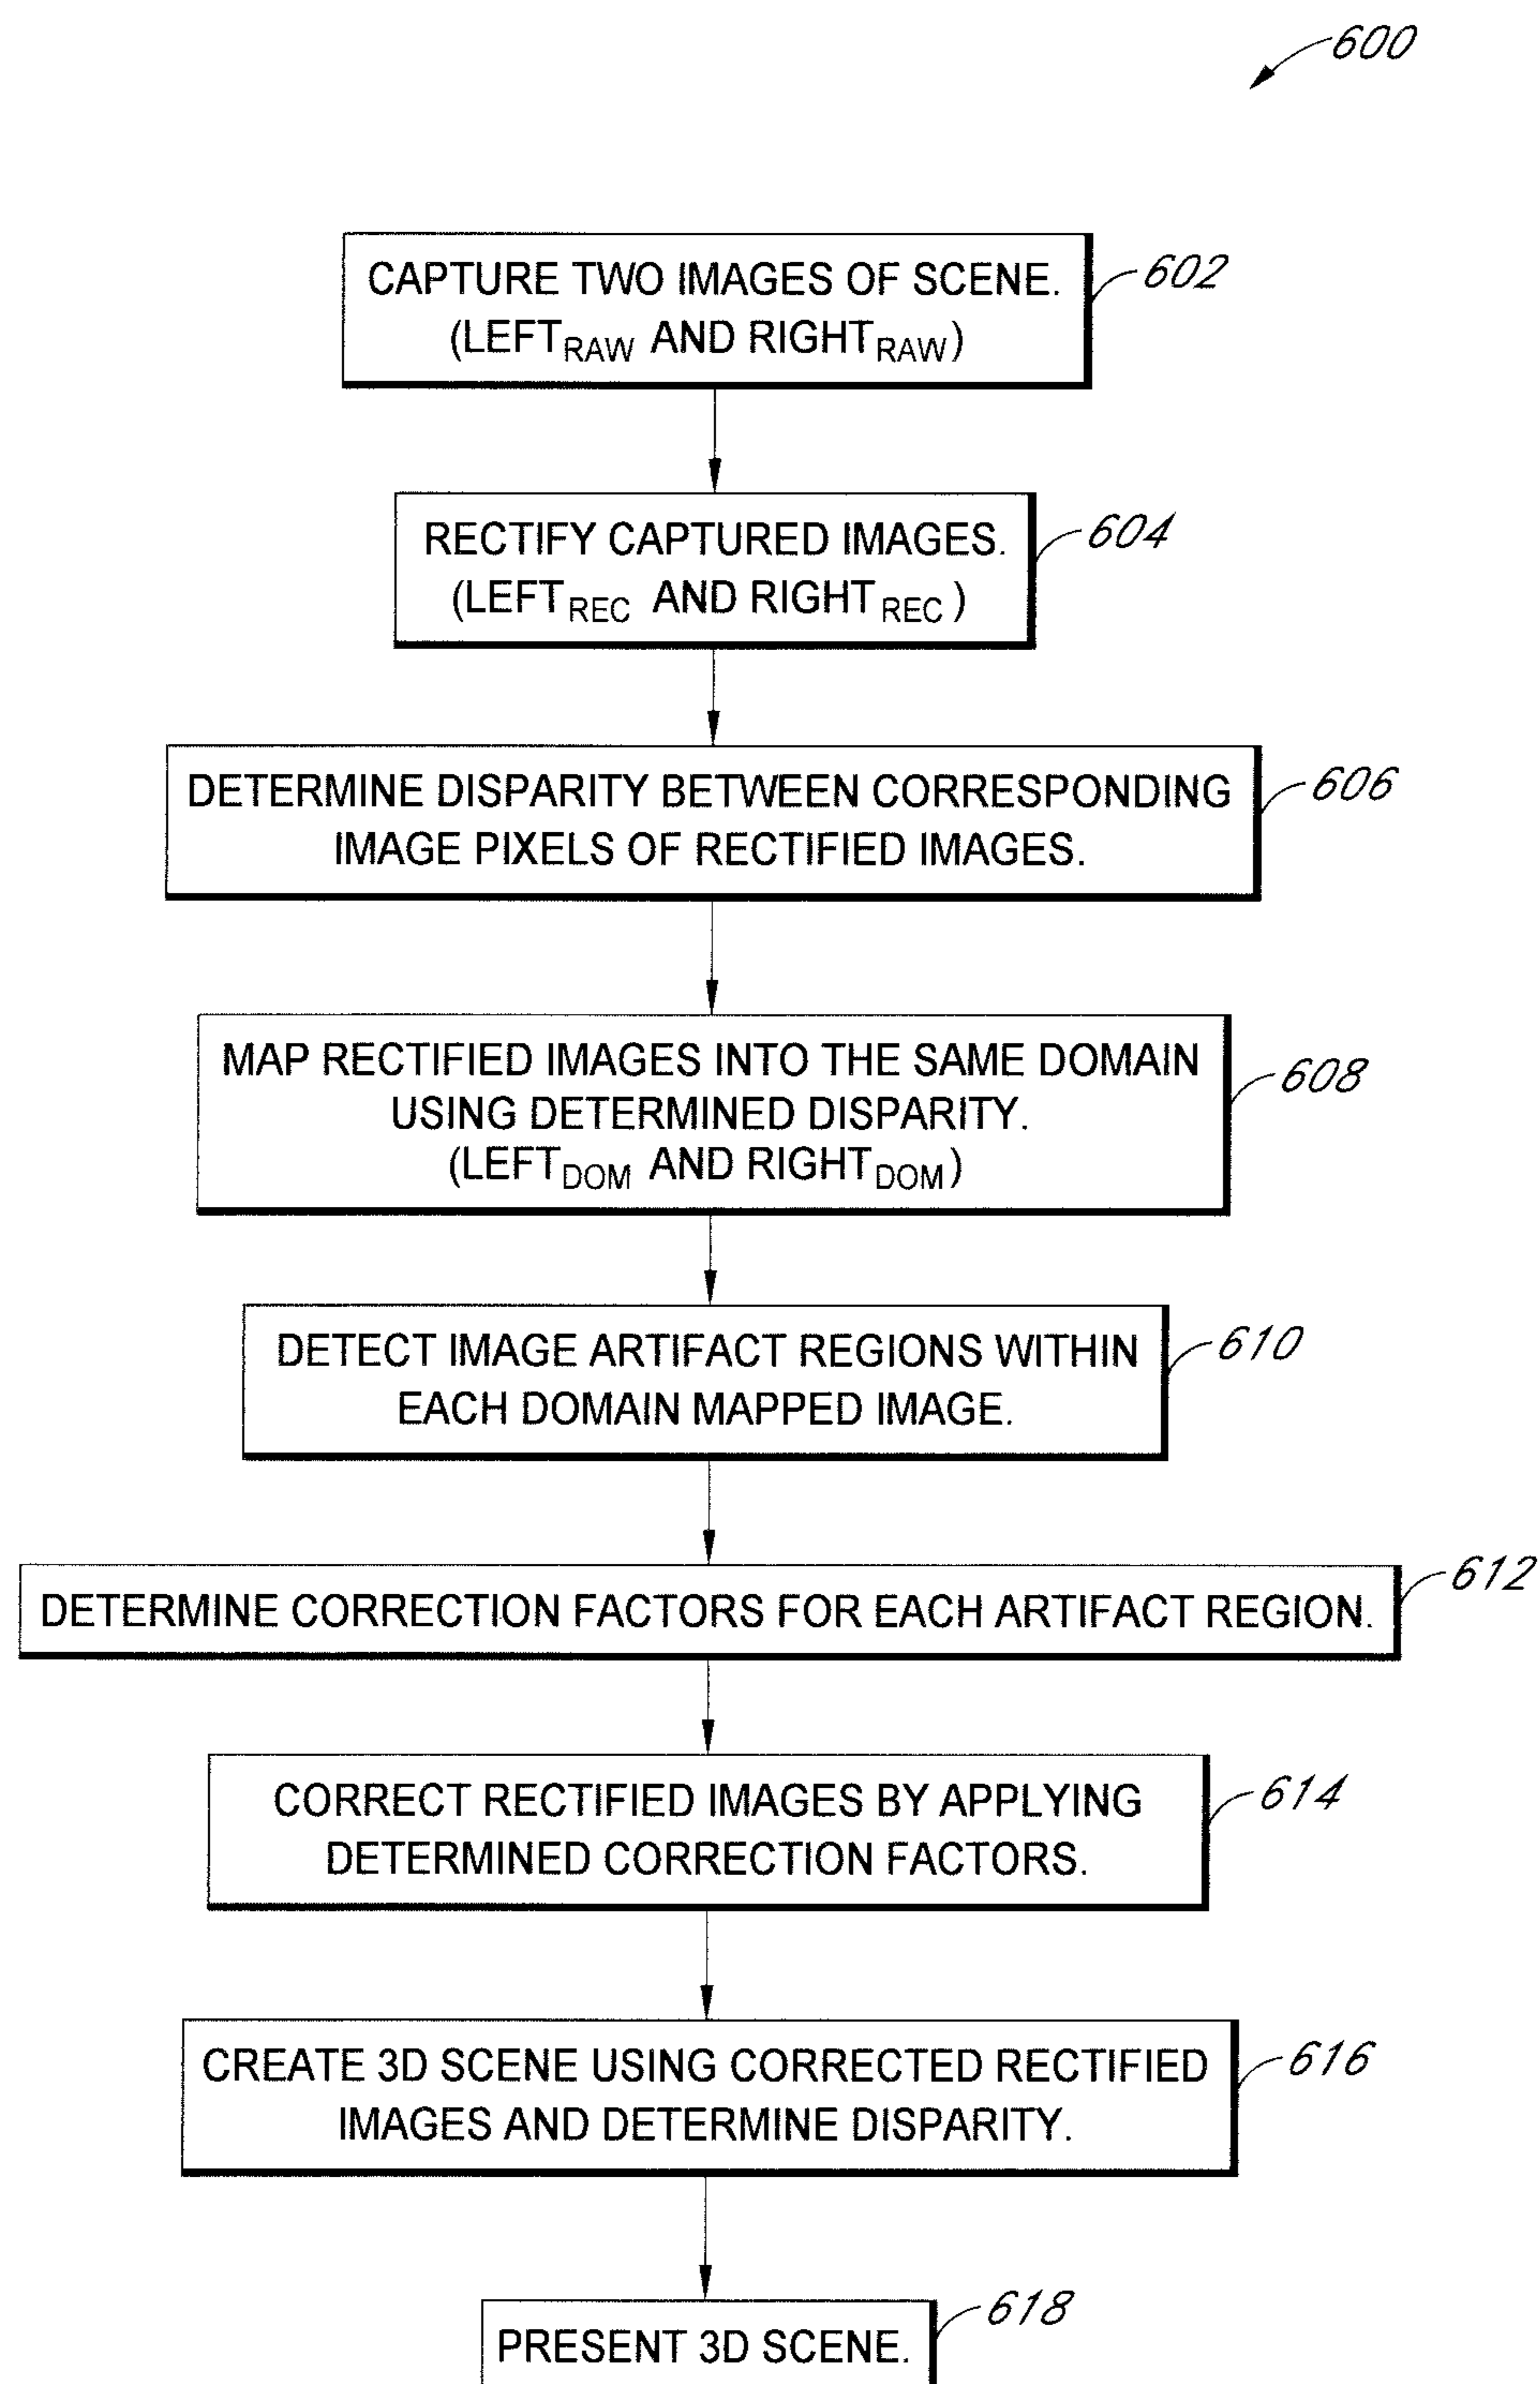 600
CAPTURE TWO IMAGES OF SCENE.
(LEFTRAW AND RIGHTRAW)
602
RECTIFY CAPTURED IMAGES.
(LEFTREC AND RIGHTREC)
604
DETERMINE DISPARITY BETWEEN CORRESPONDING
IMAGE PIXELS OF RECTIFIED IMAGES.
606
MAP RECTIFIED IMAGES INTO THE SAME DOMAIN
USING DETERMINED DISPARITY.
(LEFTDOM AND RIGHTDOM)
608
DETECT IMAGE ARTIFACT REGIONS WITHIN
EACH DOMAIN MAPPED IMAGE.
610
DETERMINE CORRECTION FACTORS FOR EACH ARTIFACT REGION.
612
CORRECT RECTIFIED IMAGES BY APPLYING
DETERMINED CORRECTION FACTORS.
614
CREATE 3D SCENE USING CORRECTED RECTIFIED
IMAGES AND DETERMINE DISPARITY.
616
PRESENT 3D SCENE.
618